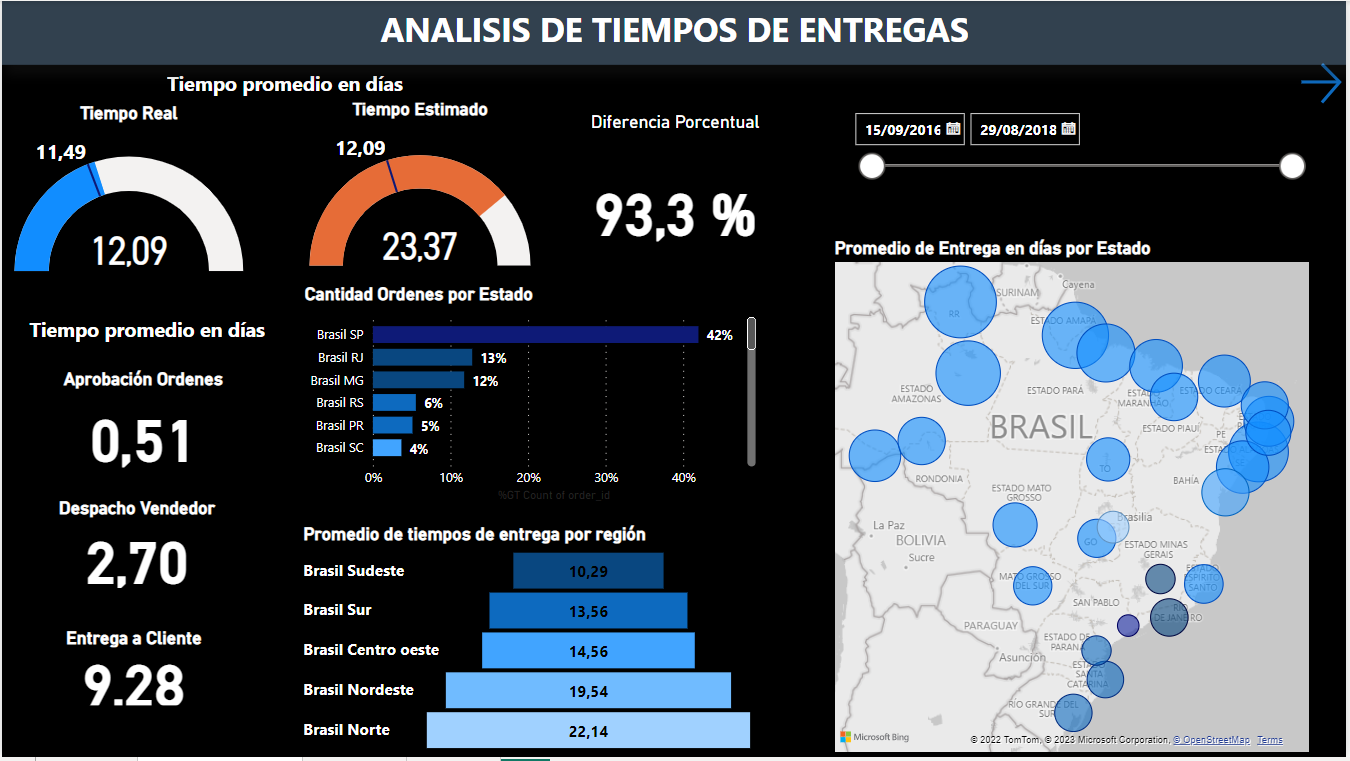 ANALISIS DE TIEMPOS DE ENTREGAS
Tiempo promedio en días
Tiempo Real
11,49
12,09
Tiempo Estimado
12,09
23,37
Diferencia Porcentual
93,3 %
15/09/2016
29/08/2018
Tiempo promedio en días
Aprobación Ordenes
0,51
Despacho Vendedor
2,70
Entrega a Cliente
9.28
Cantidad Ordenes por Estado
Brasil SP 42%
Brasil RJ 13%
Brasil MG 12%
Brasil RS 6%
Brasil PR 5%
Brasil SC 4%
0% 10% 20% 30% 40%
%GT Count of order_id
Promedio de tiempos de entrega por región
Brasil Sudeste 10,29
Brasil Sur 13,56
Brasil Centro oeste 14,56
Brasil Nordeste 19,54
Brasil Norte 22,14
Promedio de Entrega en días por Estado
Cayena
SURINAM
RR
ESTADO AMAPÁ
ESTADO
AMAZONAS
ESTADO PARÁ
ESTADO
MARANHÃO
ESTADO CEARÁ
BRASIL
ESTADO PIAUÍ
PE
RONDONIA
TO
BAHÍA
ESTADO MATO
GROSSO
La Paz
BOLIVIA
Sucre
Brasilia
GO
ESTADO MINAS
GERAIS
MATO GROSSO
DEL SUR
ESTADO
ESPÍRITO
SANTO
SAN PABLO
RÍO
DE JANEIRO
PARAGUAY
Asunción
ESTADO DE
PARANÁ
ESTADO
SANTA
CATARINA
RÍO GRANDE DEL
SUR
Microsoft Bing
© 2022 TomTom, © 2023 Microsoft Corporation, © OpenStreetMap Terms